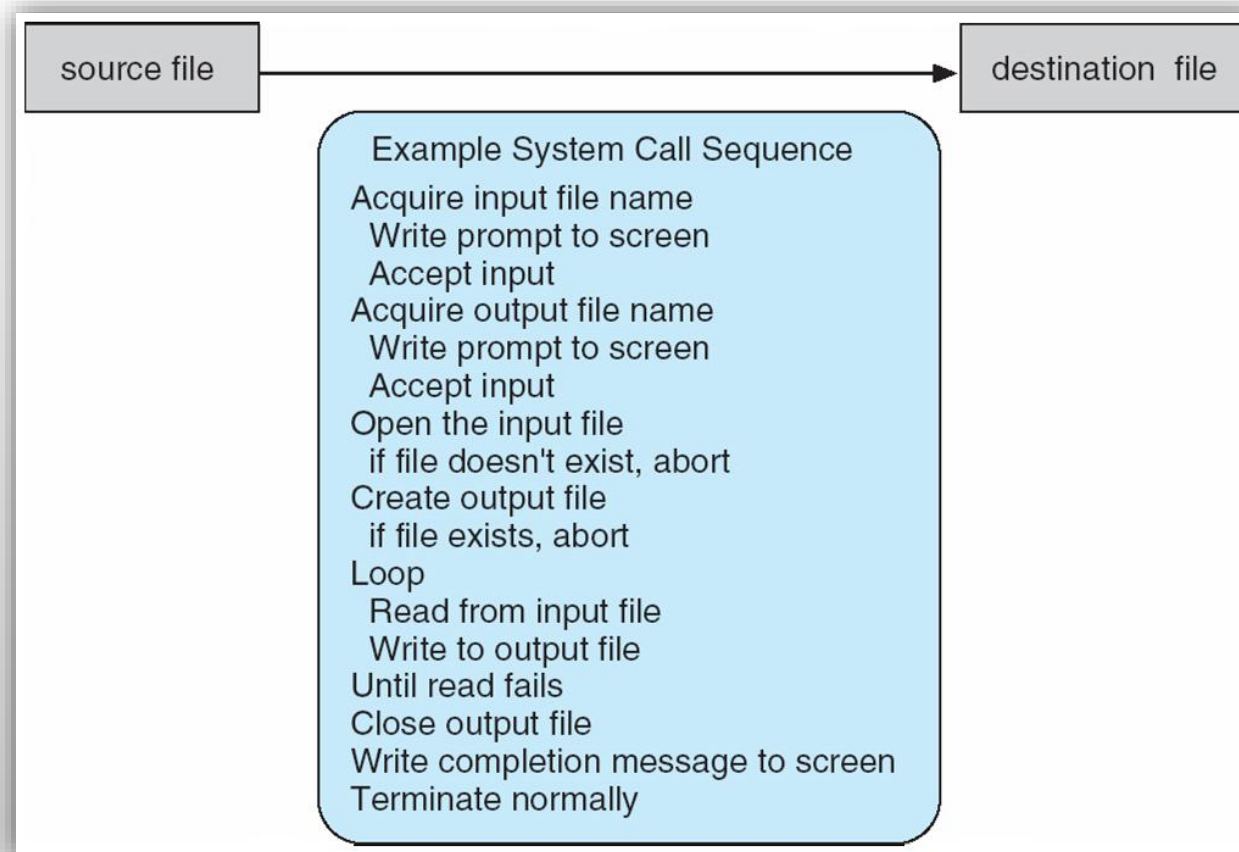 source file
destination file
Example System Call Sequence
Acquire input file name
Write prompt to screen
Accept input
Acquire output file name
Write prompt to screen
Accept input
Open the input file
if file doesn't exist, abort
Create output file
if file exists, abort
Loop
Read from input file
Write to output file
Until read fails
Close output file
Write completion message to screen
Terminate normally